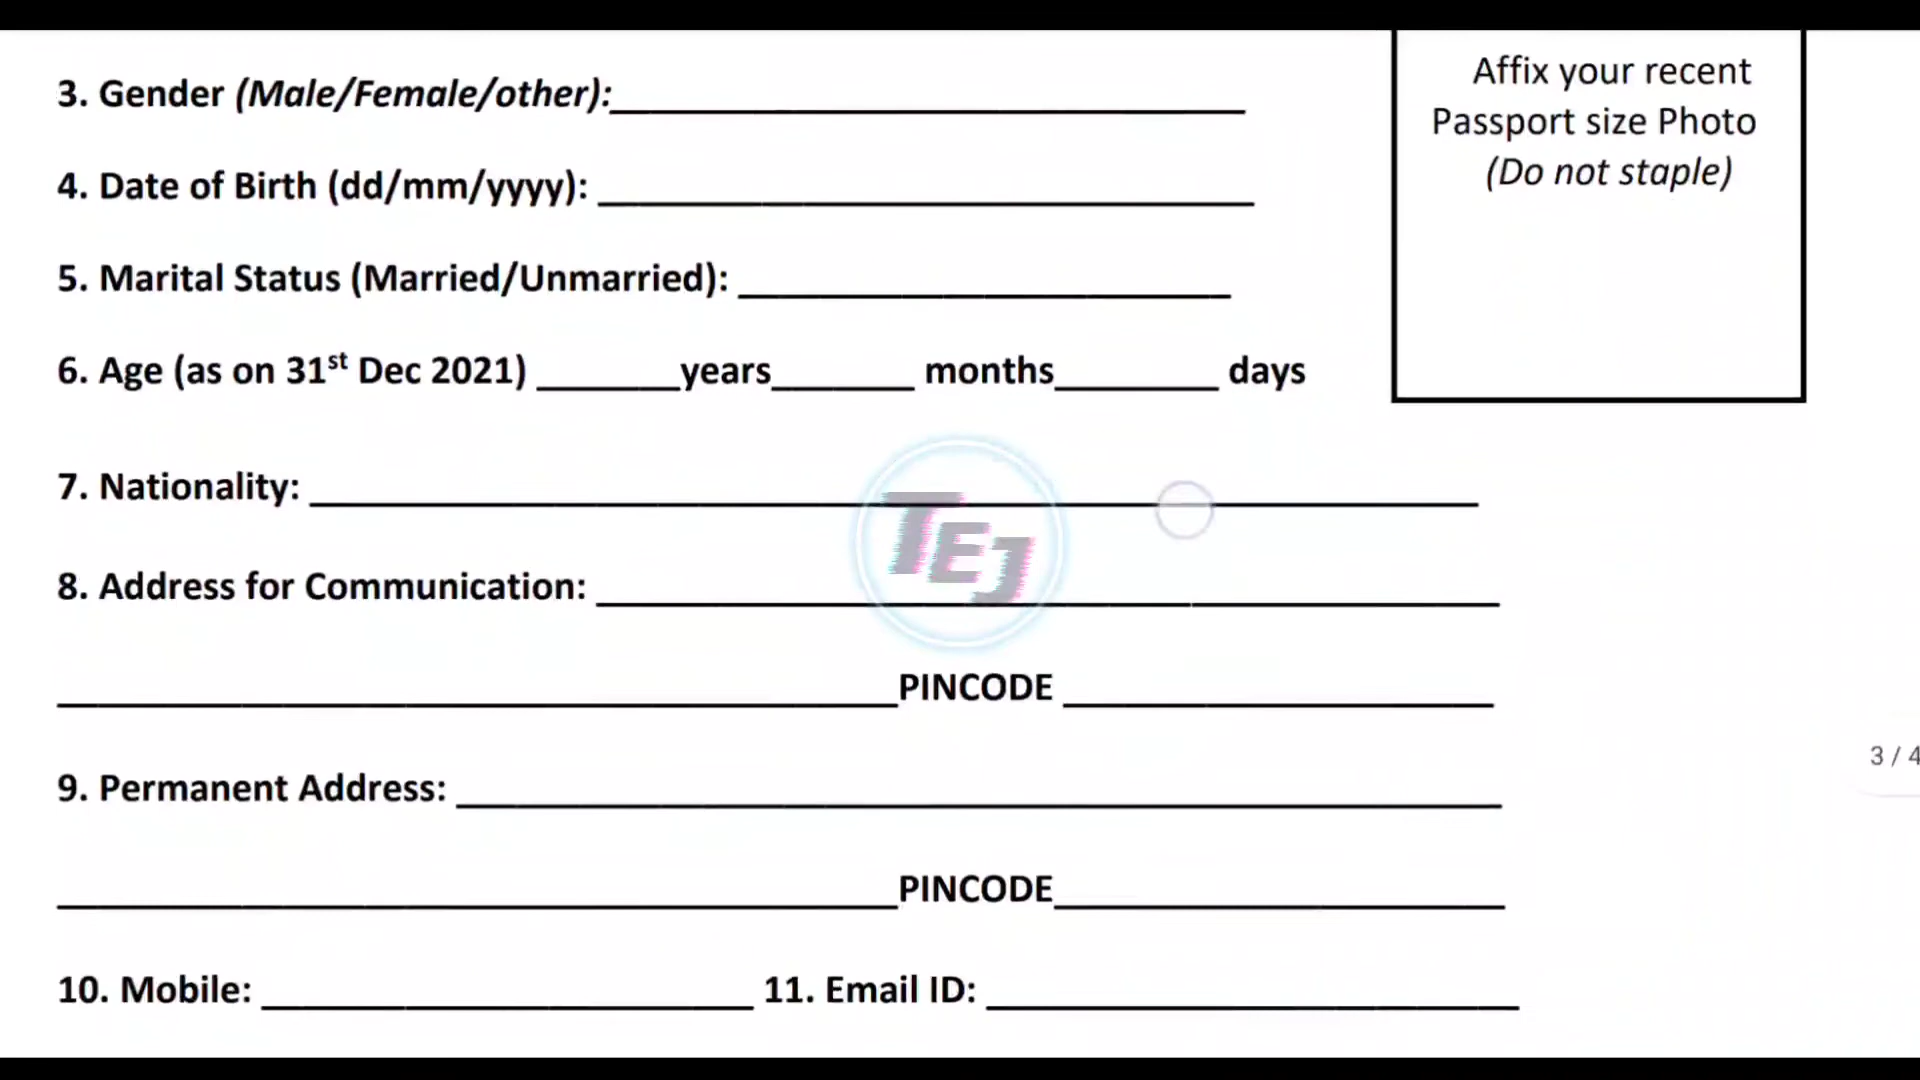 3. Gender (Male/Female/other):
4. Date of Birth (dd/mm/yyyy):
5. Marital Status (Married/Unmarried):
6. Age (as on 31st Dec 2021) years months days
Affix your recent
Passport size Photo
(Do not staple)
7. Nationality:
TEJ
8. Address for Communication:
PINCODE
3 / 4
9. Permanent Address:
PINCODE
10. Mobile: 11. Email ID: